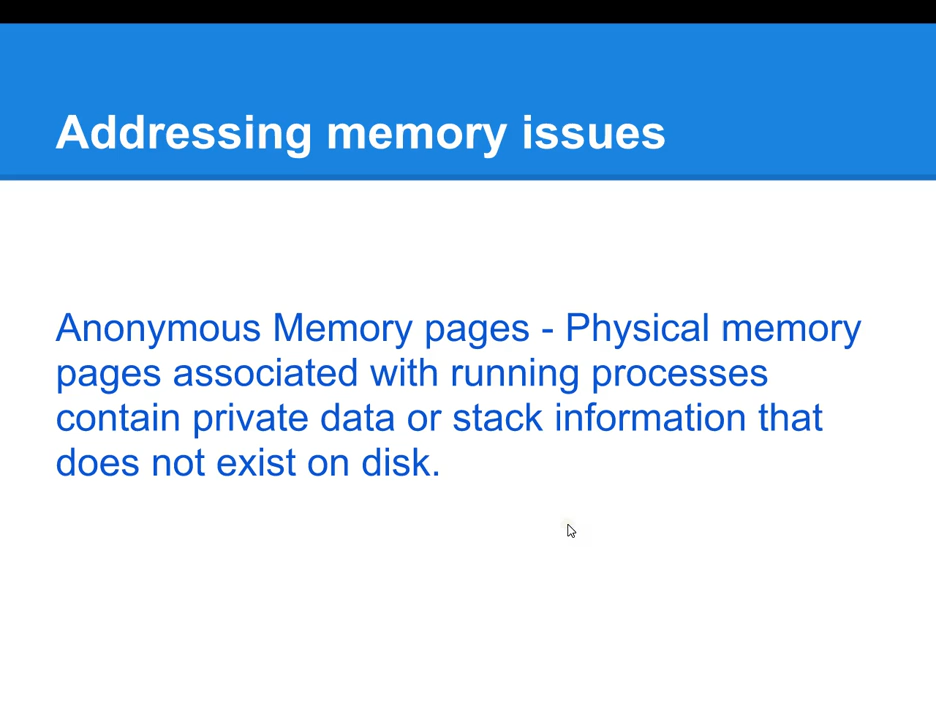 Addressing memory issues
Anonymous Memory pages - Physical memory
pages associated with running processes
contain private data or stack information that
does not exist on disk.